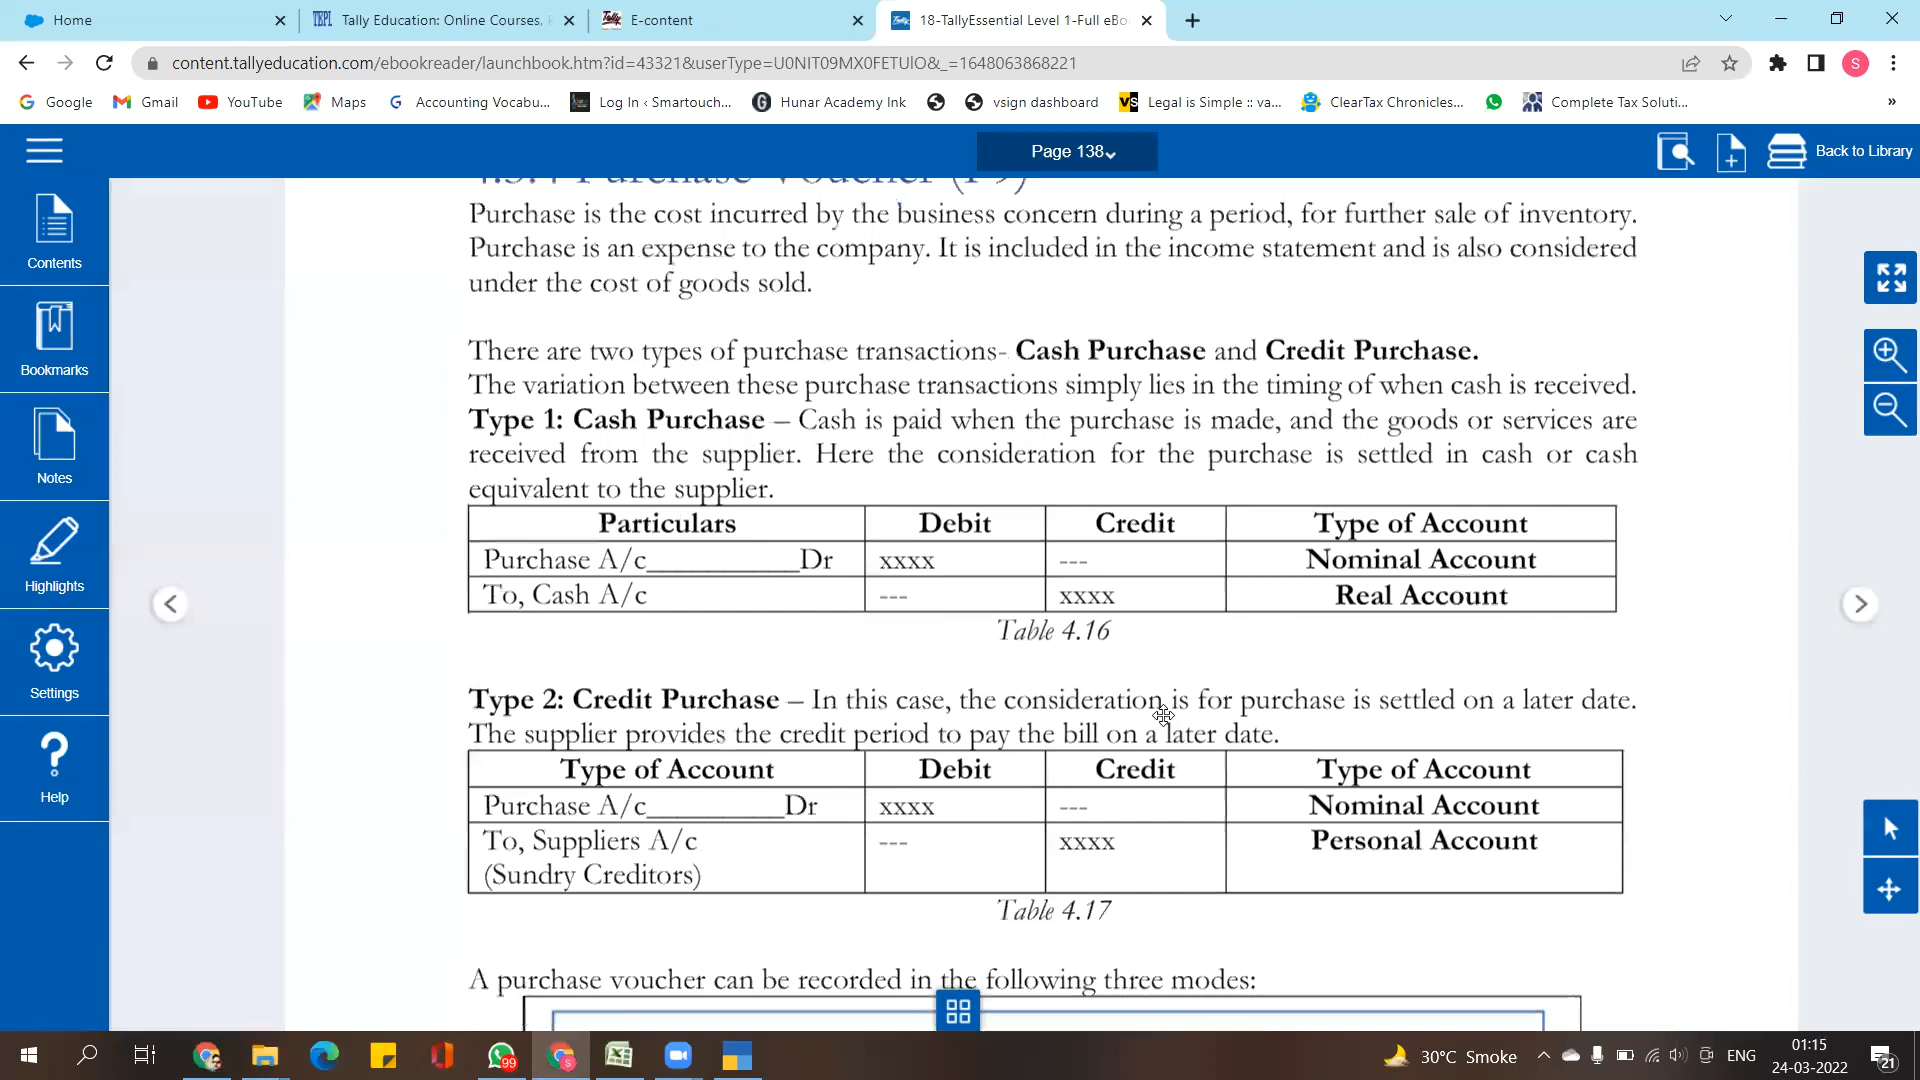 Home
Tally Education: Online Courses,
E-content
18-TallyEssential Level 1-Full eBo
content.tallyeducation.com/ebookreader/launchbook.htm?id=43321&userType=U0NIT09MX0FETUlO&_=1648063868221
S
Google
Gmail
YouTube
Maps
Accounting Vocabu...
Log In ‹ Smartouch...
Hunar Academy Ink
vsign dashboard
Legal is Simple :: va...
ClearTax Chronicles...
Complete Tax Soluti...
»
Page 138
Back to Library
Contents
Bookmarks
Notes
Highlights
Settings
Help
4.3.4 Purchase Voucher (F9)
Purchase is the cost incurred by the business concern during a period, for further sale of inventory.
Purchase is an expense to the company. It is included in the income statement and is also considered
under the cost of goods sold.
There are two types of purchase transactions- Cash Purchase and Credit Purchase.
The variation between these purchase transactions simply lies in the timing of when cash is received.
Type 1: Cash Purchase – Cash is paid when the purchase is made, and the goods or services are
received from the supplier. Here the consideration for the purchase is settled in cash or cash
equivalent to the supplier.
Particulars Debit Credit Type of Account
Purchase A/c___________Dr xxxx --- Nominal Account
To, Cash A/c --- xxxx Real Account
Table 4.16
Type 2: Credit Purchase – In this case, the consideration is for purchase is settled on a later date.
The supplier provides the credit period to pay the bill on a later date.
Type of Account Debit Credit Type of Account
Purchase A/c__________Dr xxxx --- Nominal Account
To, Suppliers A/c --- xxxx Personal Account
(Sundry Creditors)
Table 4.17
A purchase voucher can be recorded in the following three modes:
99
30°C Smoke
ENG
01:15
24-03-2022
21